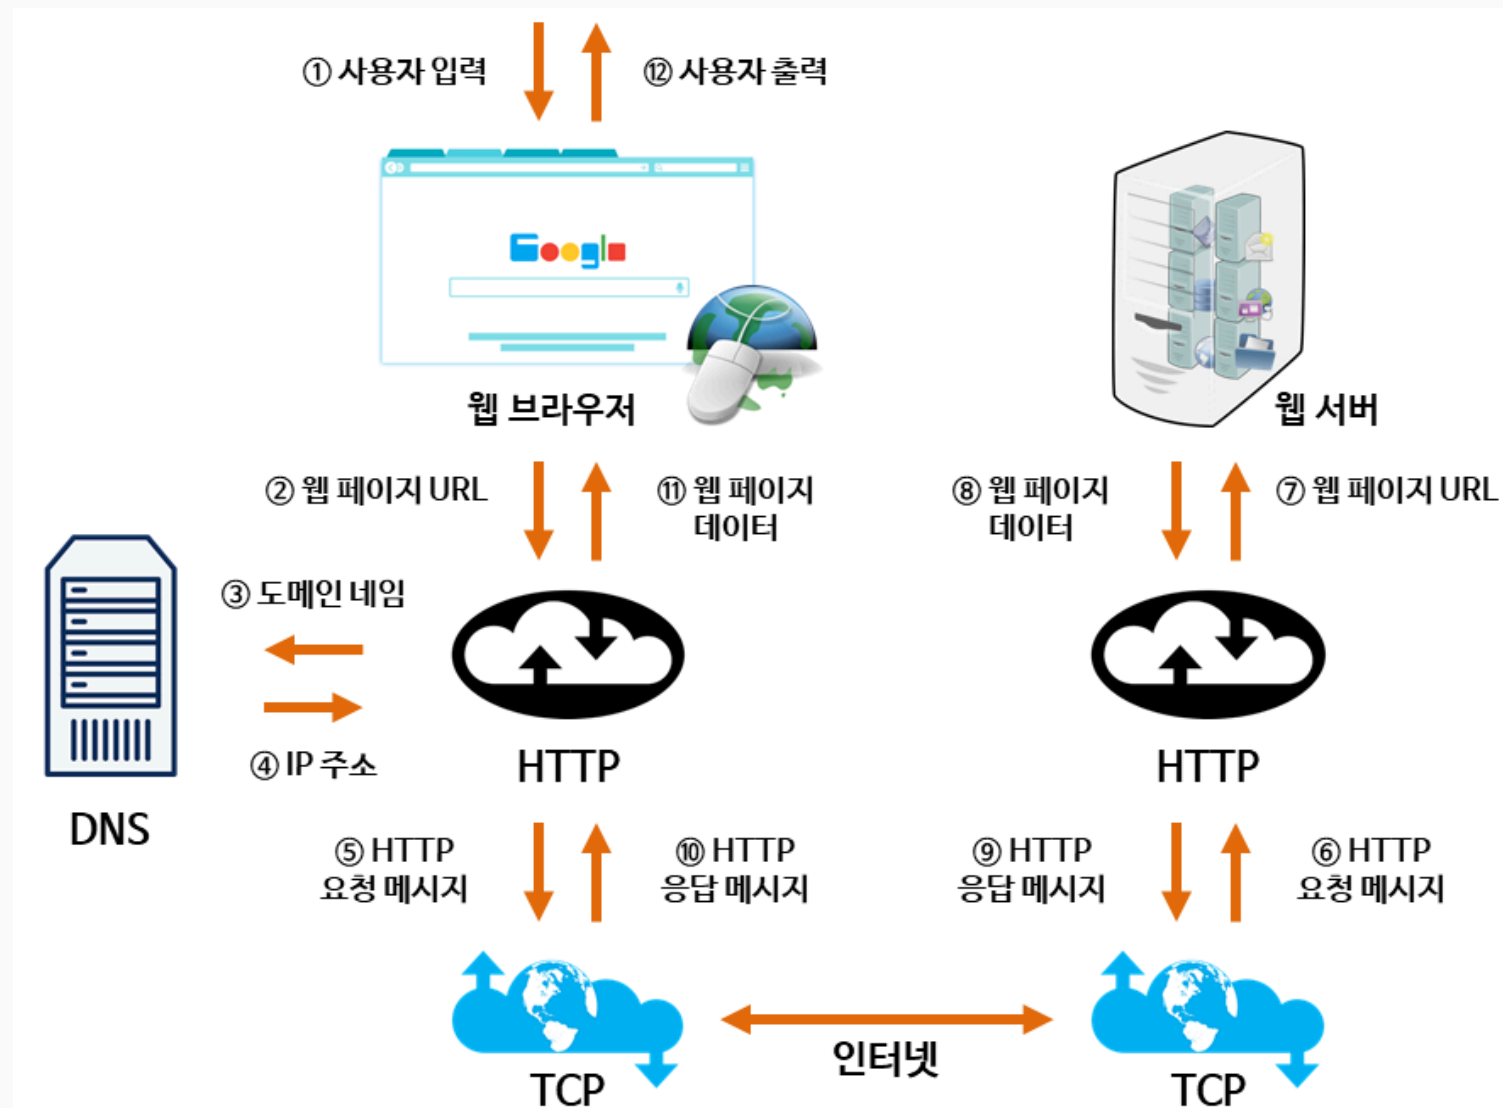 ① 사용자 입력
⑫ 사용자 출력
Google
웹 브라우저
웹 서버
② 웹 페이지 URL
⑪ 웹 페이지
데이터
⑧ 웹 페이지
데이터
⑦ 웹 페이지 URL
③ 도메인 네임
④ IP 주소
DNS
HTTP
HTTP
⑤ HTTP
요청 메시지
⑩ HTTP
응답 메시지
⑨ HTTP
응답 메시지
⑥ HTTP
요청 메시지
인터넷
TCP
TCP